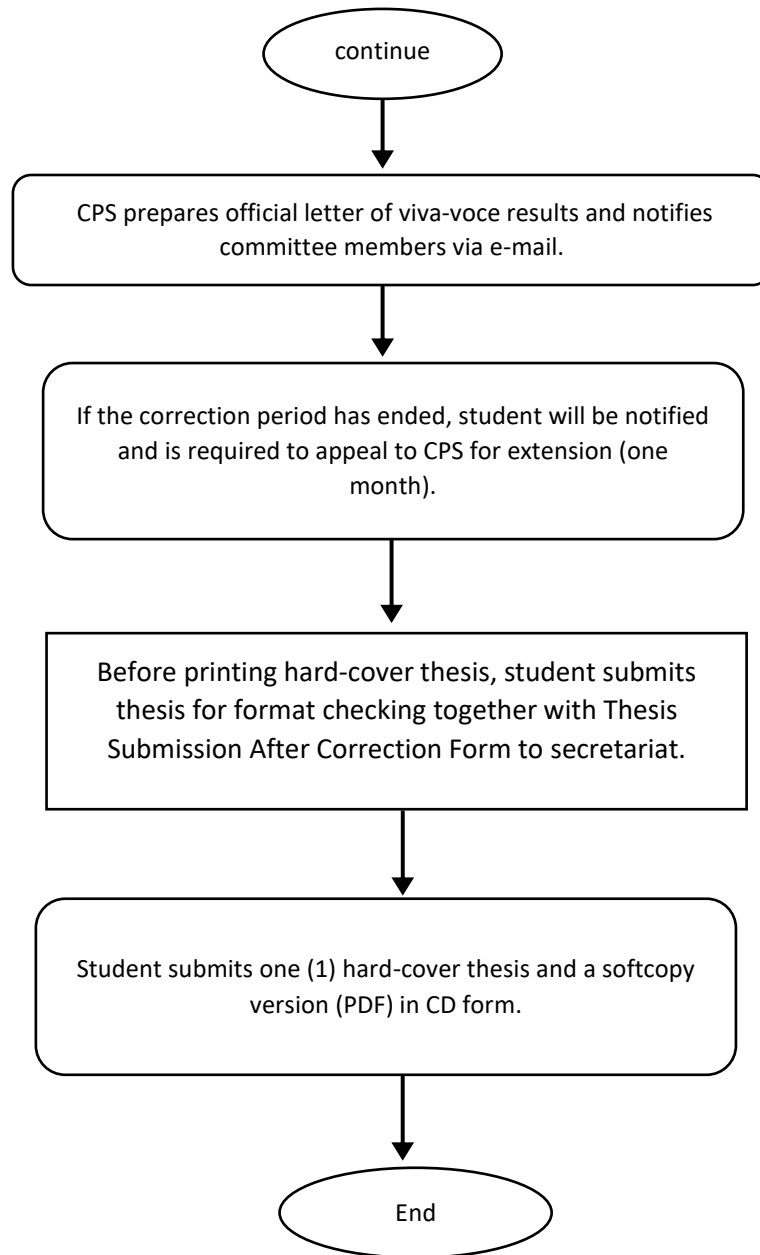 continue
CPS prepares official letter of viva-voce results and notifies
committee members via e-mail.
If the correction period has ended, student will be notified
and is required to appeal to CPS for extension (one
month).
Before printing hard-cover thesis, student submits
thesis for format checking together with Thesis
Submission After Correction Form to secretariat.
Student submits one (1) hard-cover thesis and a softcopy
version (PDF) in CD form.
End